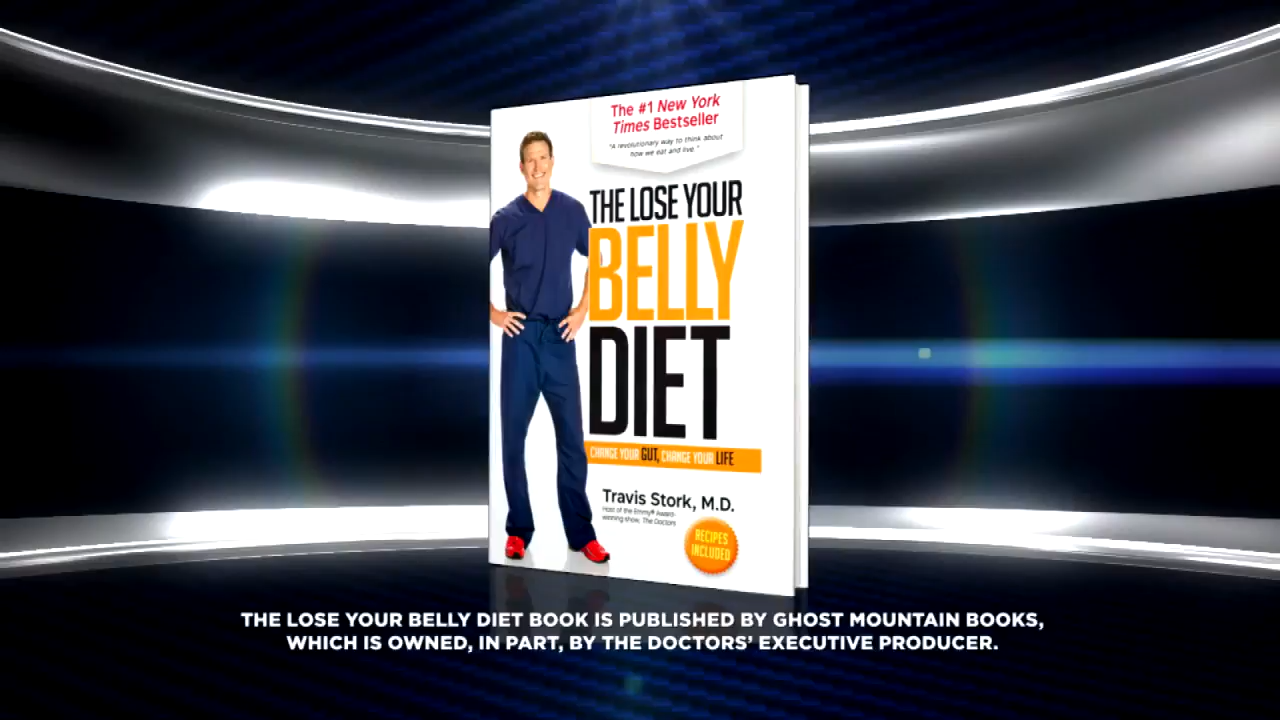 The #1 New York
Times Bestseller
"A revolutionary way to think about
how we eat and live."
THE LOSE YOUR
BELLY
DIET
CHANGE YOUR GUT, CHANGE YOUR LIFE
Travis Stork, M.D.
Host of the Emmy® Award-
winning show, The Doctors
RECIPES
INCLUDED
THE LOSE YOUR BELLY DIET BOOK IS PUBLISHED BY GHOST MOUNTAIN BOOKS,
WHICH IS OWNED, IN PART, BY THE DOCTORS’ EXECUTIVE PRODUCER.